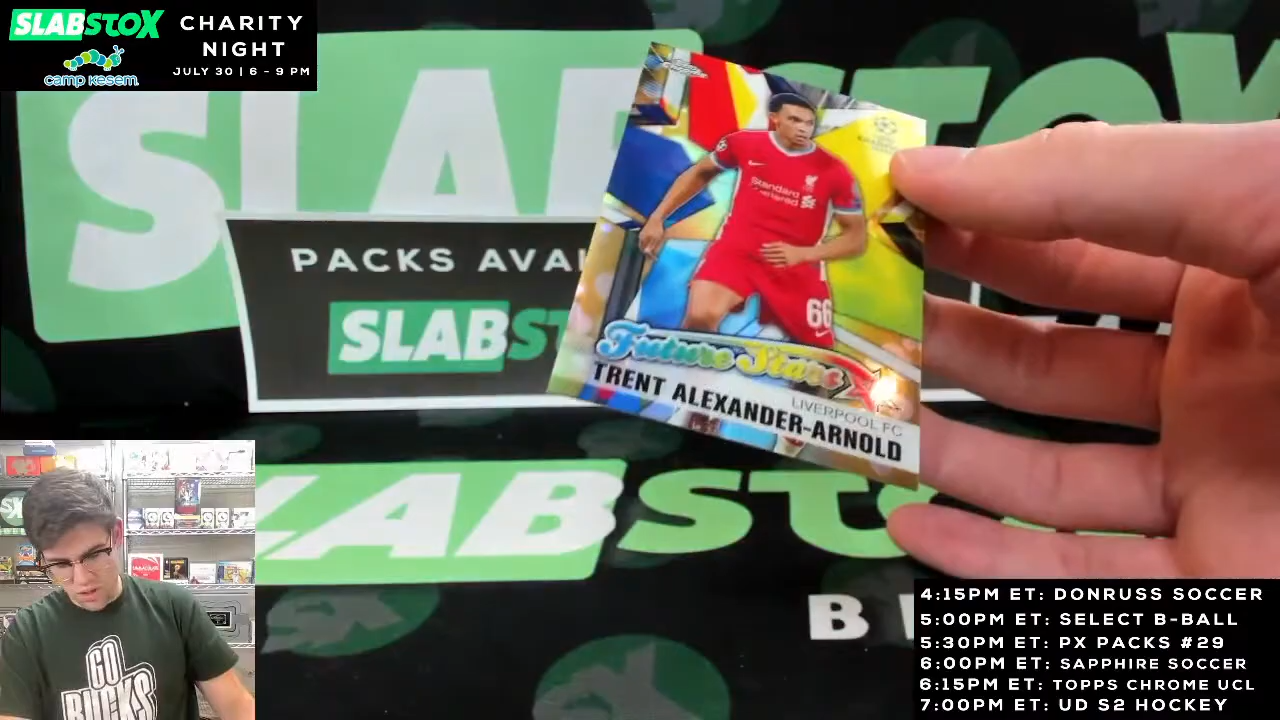 SLABSTOX
camp kesem
CHARITY
NIGHT
JULY 30 | 6 - 9 PM
SLABSTOX
PACKS AVAI
SLABST
Standard
Chartered
66
Future Stars
LIVERPOOL FC
TRENT ALEXANDER-ARNOLD
LABSTO
B
GO
BUCKS
4:15PM ET: DONRUSS SOCCER
5:00PM ET: SELECT B-BALL
5:30PM ET: PX PACKS #29
6:00PM ET: SAPPHIRE SOCCER
6:15PM ET: TOPPS CHROME UCL
7:00PM ET: UD S2 HOCKEY